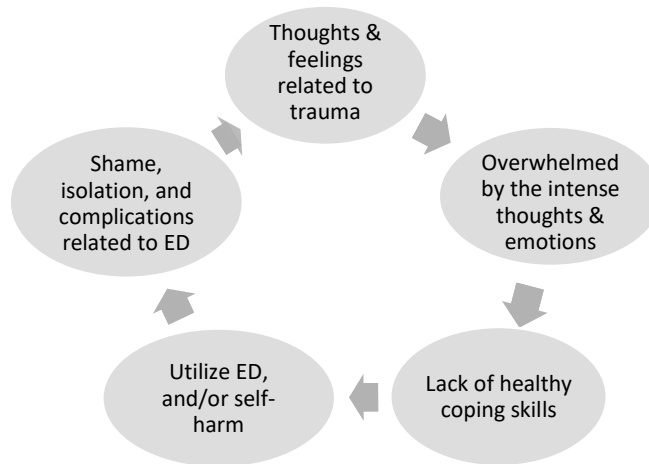 Thoughts &
feelings
related to
trauma
Overwhelmed
by the intense
thoughts &
emotions
Lack of healthy
coping skills
Utilize ED,
and/or self-
harm
Shame,
isolation, and
complications
related to ED